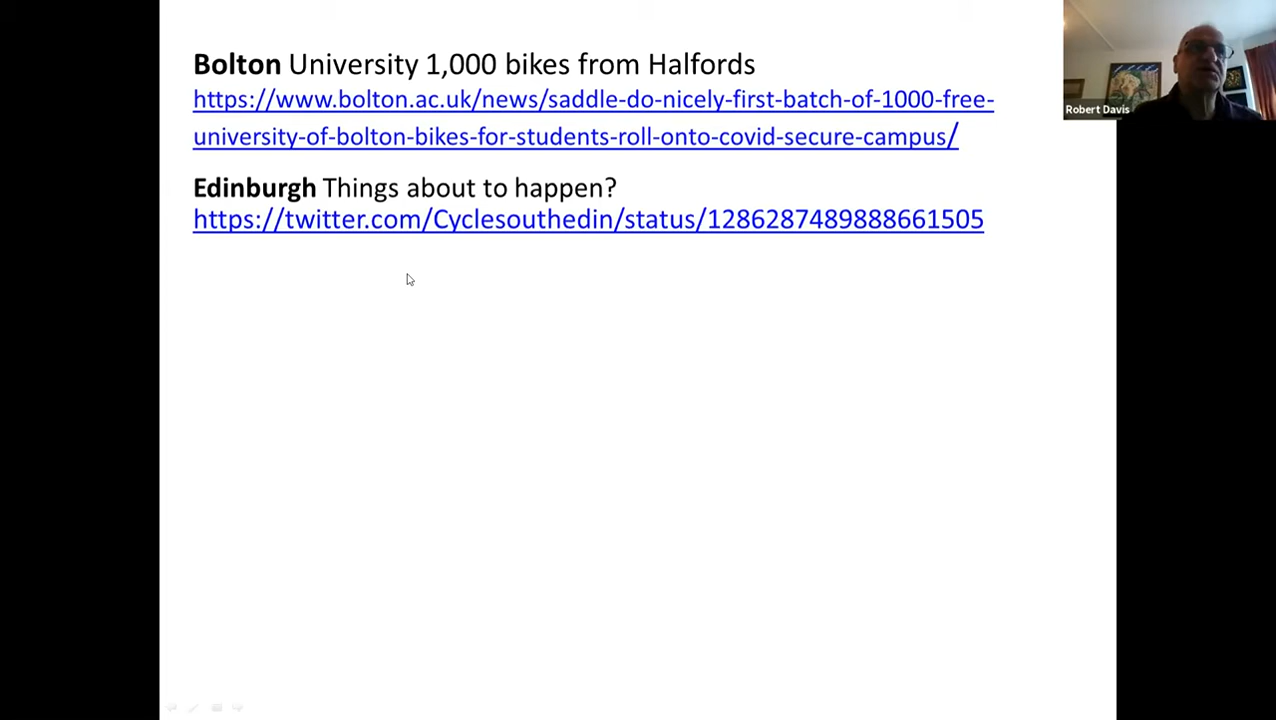 Bolton University 1,000 bikes from Halfords
https://www.bolton.ac.uk/news/saddle-do-nicely-first-batch-of-1000-free-
university-of-bolton-bikes-for-students-roll-onto-covid-secure-campus/
Edinburgh Things about to happen?
https://twitter.com/Cyclesouthedin/status/1286287489888661505
Robert Davis